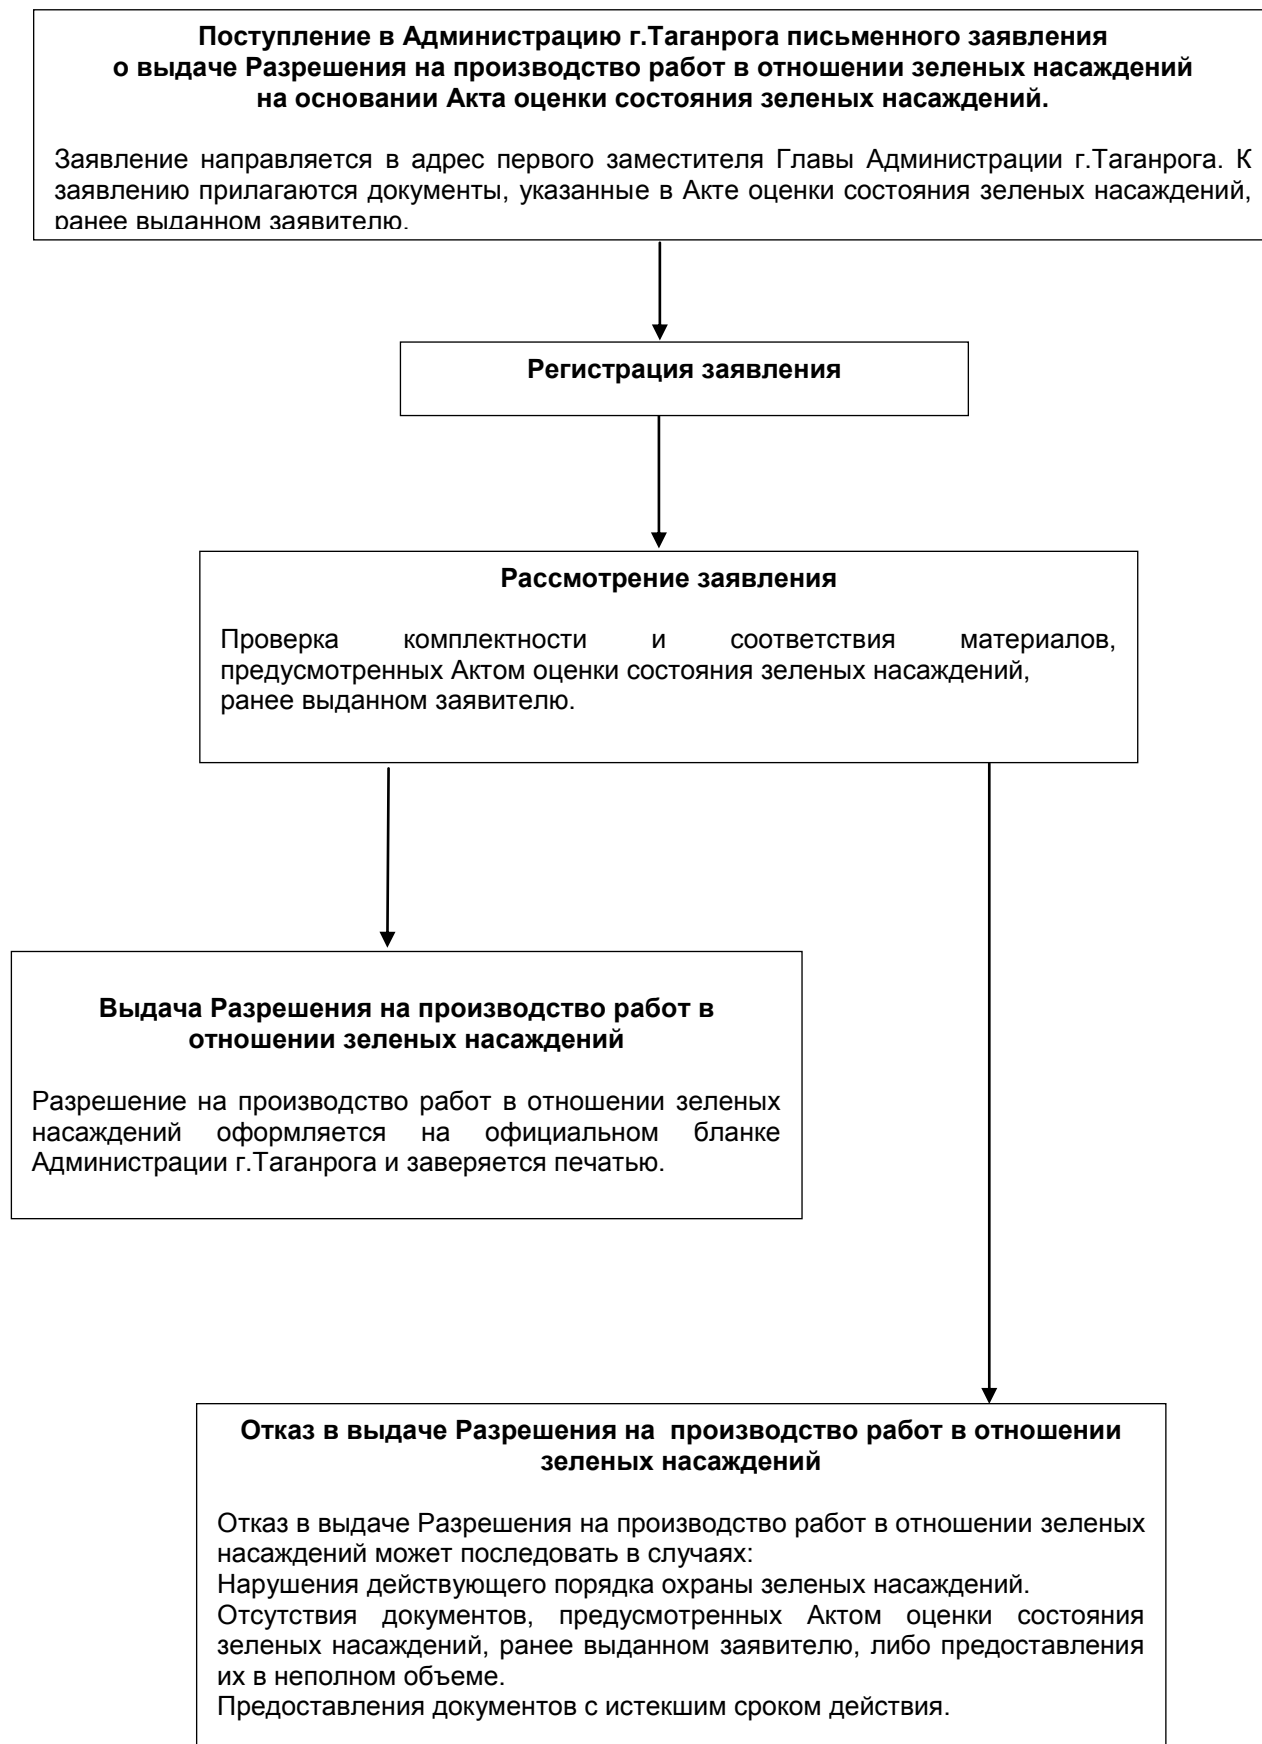 Поступление в Администрацию г.Таганрога письменного заявления
о выдаче Разрешения на производство работ в отношении зеленых насаждений
на основании Акта оценки состояния зеленых насаждений.
Заявление направляется в адрес первого заместителя Главы Администрации г.Таганрога. К
заявлению прилагаются документы, указанные в Акте оценки состояния зеленых насаждений,
ранее выданном заявителю.
Регистрация заявления
Рассмотрение заявления
Проверка комплектности и соответствия материалов,
предусмотренных Актом оценки состояния зеленых насаждений,
ранее выданном заявителю.
Выдача Разрешения на производство работ в
отношении зеленых насаждений
Разрешение на производство работ в отношении зеленых
насаждений оформляется на официальном бланке
Администрации г.Таганрога и заверяется печатью.
Отказ в выдаче Разрешения на производство работ в отношении
зеленых насаждений
Отказ в выдаче Разрешения на производство работ в отношении зеленых
насаждений может последовать в случаях:
Нарушения действующего порядка охраны зеленых насаждений.
Отсутствия документов, предусмотренных Актом оценки состояния
зеленых насаждений, ранее выданном заявителю, либо предоставления
их в неполном объеме.
Предоставления документов с истекшим сроком действия.